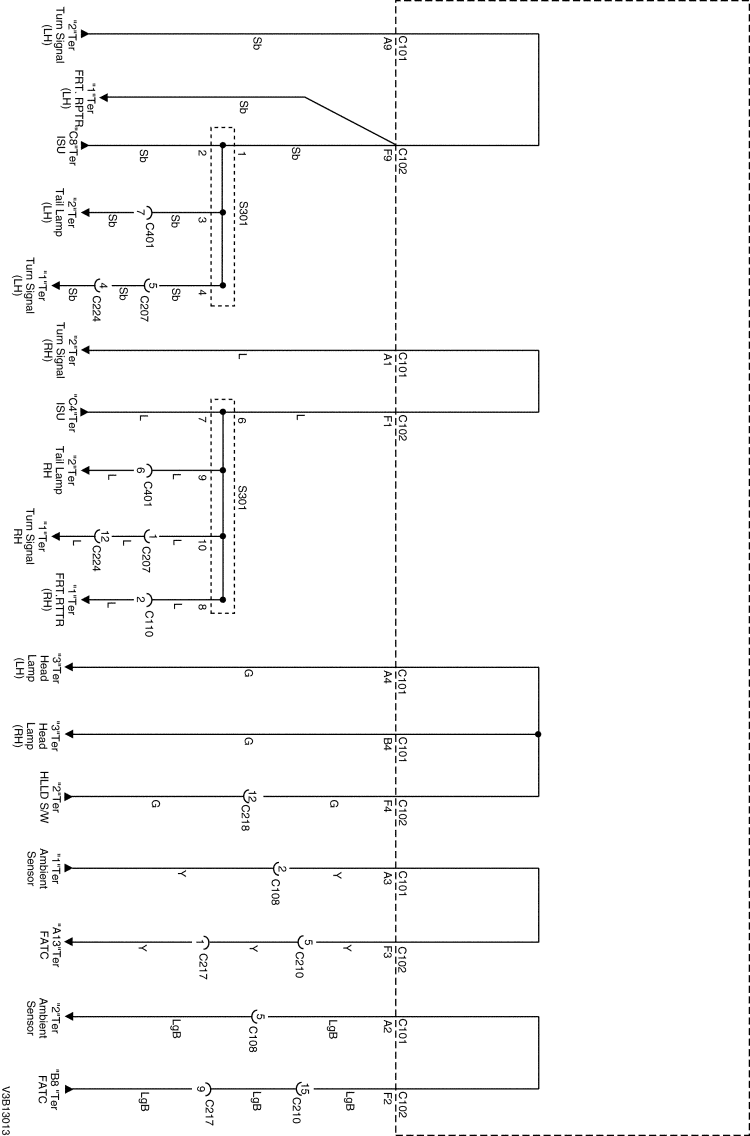 "2"Ter
Turn Signal
(LH)
Sb
A9
C101
"1"Ter
FRT. RPTR
(LH)
Sb
"C8"Ter
ISU
Sb
2
1
Sb
F9
C102
"2"Ter
Tail Lamp
(LH)
Sb
7
C401
Sb
3
S301
"1"Ter
Turn Signal
(LH)
Sb
4
C224
Sb
5
C207
Sb
4
"2"Ter
Turn Signal
(RH)
L
A1
C101
"C4"Ter
ISU
L
7
6
L
F1
C102
"2"Ter
Tail Lamp
RH
L
6
C401
L
9
S301
"1"Ter
Turn Signal
RH
L
12
C224
L
1
C207
L
10
"1"Ter
FRT.RTTR
(RH)
L
2
C110
L
8
"3"Ter
Head
Lamp
(LH)
G
A4
C101
"3"Ter
Head
Lamp
(RH)
G
B4
C101
"2"Ter
HLLD S/W
G
12
C218
G
F4
C102
"1"Ter
Ambient
Sensor
Y
2
C108
Y
A3
C101
"A13"Ter
FATC
Y
1
C217
Y
5
C210
Y
F3
C102
"2"Ter
Ambient
Sensor
LgB
5
C108
LgB
A2
C101
"B8 "Ter
FATC
LgB
9
C217
LgB
15
C210
LgB
F2
C102
V3B13013